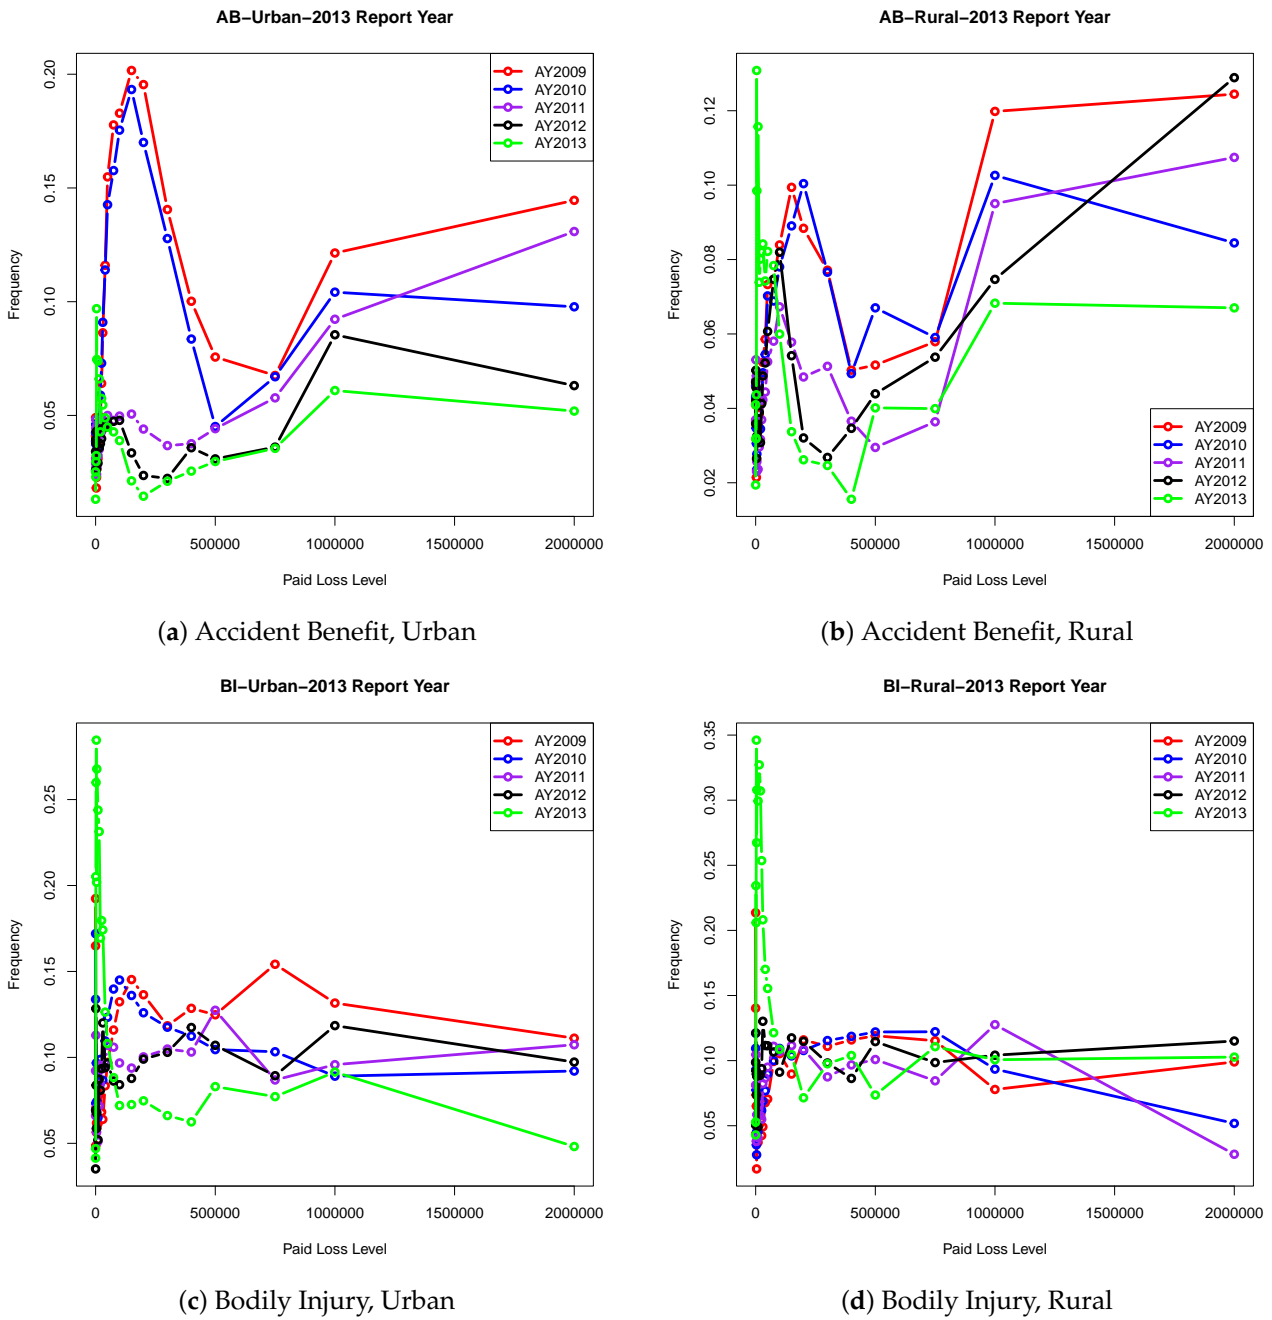 AB−Urban−2013 Report Year
Frequency
0.20
0.15
0.10
0.05
AY2009
AY2010
AY2011
AY2012
AY2013
0 500000 1000000 1500000 2000000
Paid Loss Level
(a) Accident Benefit, Urban
AB−Rural−2013 Report Year
Frequency
0.12
0.10
0.08
0.06
0.04
0.02
AY2009
AY2010
AY2011
AY2012
AY2013
0 500000 1000000 1500000 2000000
Paid Loss Level
(b) Accident Benefit, Rural
BI−Urban−2013 Report Year
Frequency
0.25
0.20
0.15
0.10
0.05
AY2009
AY2010
AY2011
AY2012
AY2013
0 500000 1000000 1500000 2000000
Paid Loss Level
(c) Bodily Injury, Urban
BI−Rural−2013 Report Year
Frequency
0.35
0.30
0.25
0.20
0.15
0.10
0.05
AY2009
AY2010
AY2011
AY2012
AY2013
0 500000 1000000 1500000 2000000
Paid Loss Level
(d) Bodily Injury, Rural